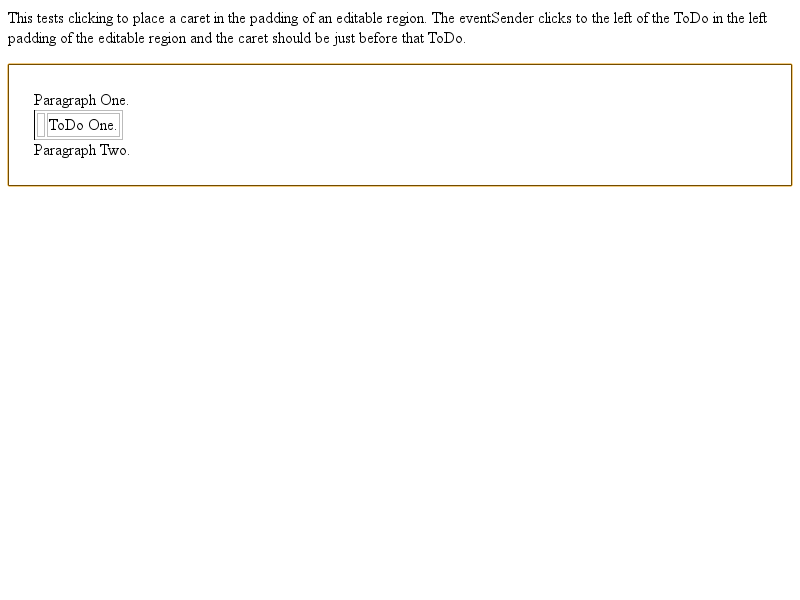 This tests clicking to place a caret in the padding of an editable region. The eventSender clicks to the left of the ToDo in the left
padding of the editable region and the caret should be just before that ToDo.
Paragraph One.
ToDo One.
Paragraph Two.